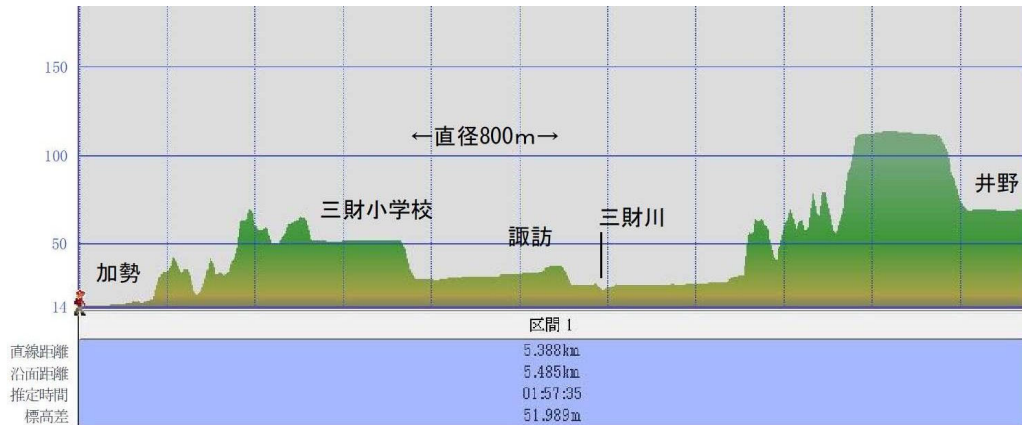 150
←直径800m→
100
井野
三財小学校
三財川
50
諏訪
加勢
14
区間 1
直線距離 5.388km
沿面距離 5.485km
推定時間 01:57:35
標高差 51.989m